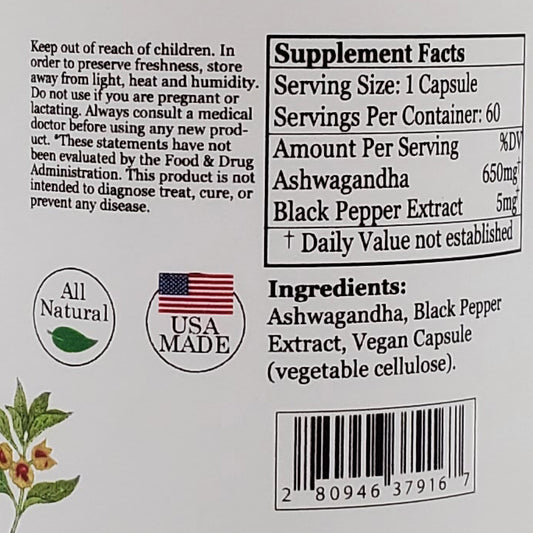 Keep out of reach of children. In
order to preserve freshness, store
away from light, heat and humidity.
Do not use if you are pregnant or
lactating. Always consult a medical
doctor before using any new prod-
uct. *These statements have not
been evaluated by the Food & Drug
Administration. This product is not
intended to diagnose treat, cure, or
prevent any disease.
All
Natural
USA
MADE
Supplement Facts
Serving Size: 1 Capsule
Servings Per Container: 60
Amount Per Serving %DV
Ashwagandha 650mg†
Black Pepper Extract 5mg†
† Daily Value not established
Ingredients:
Ashwagandha, Black Pepper
Extract, Vegan Capsule
(vegetable cellulose).
2 80946 37916 7